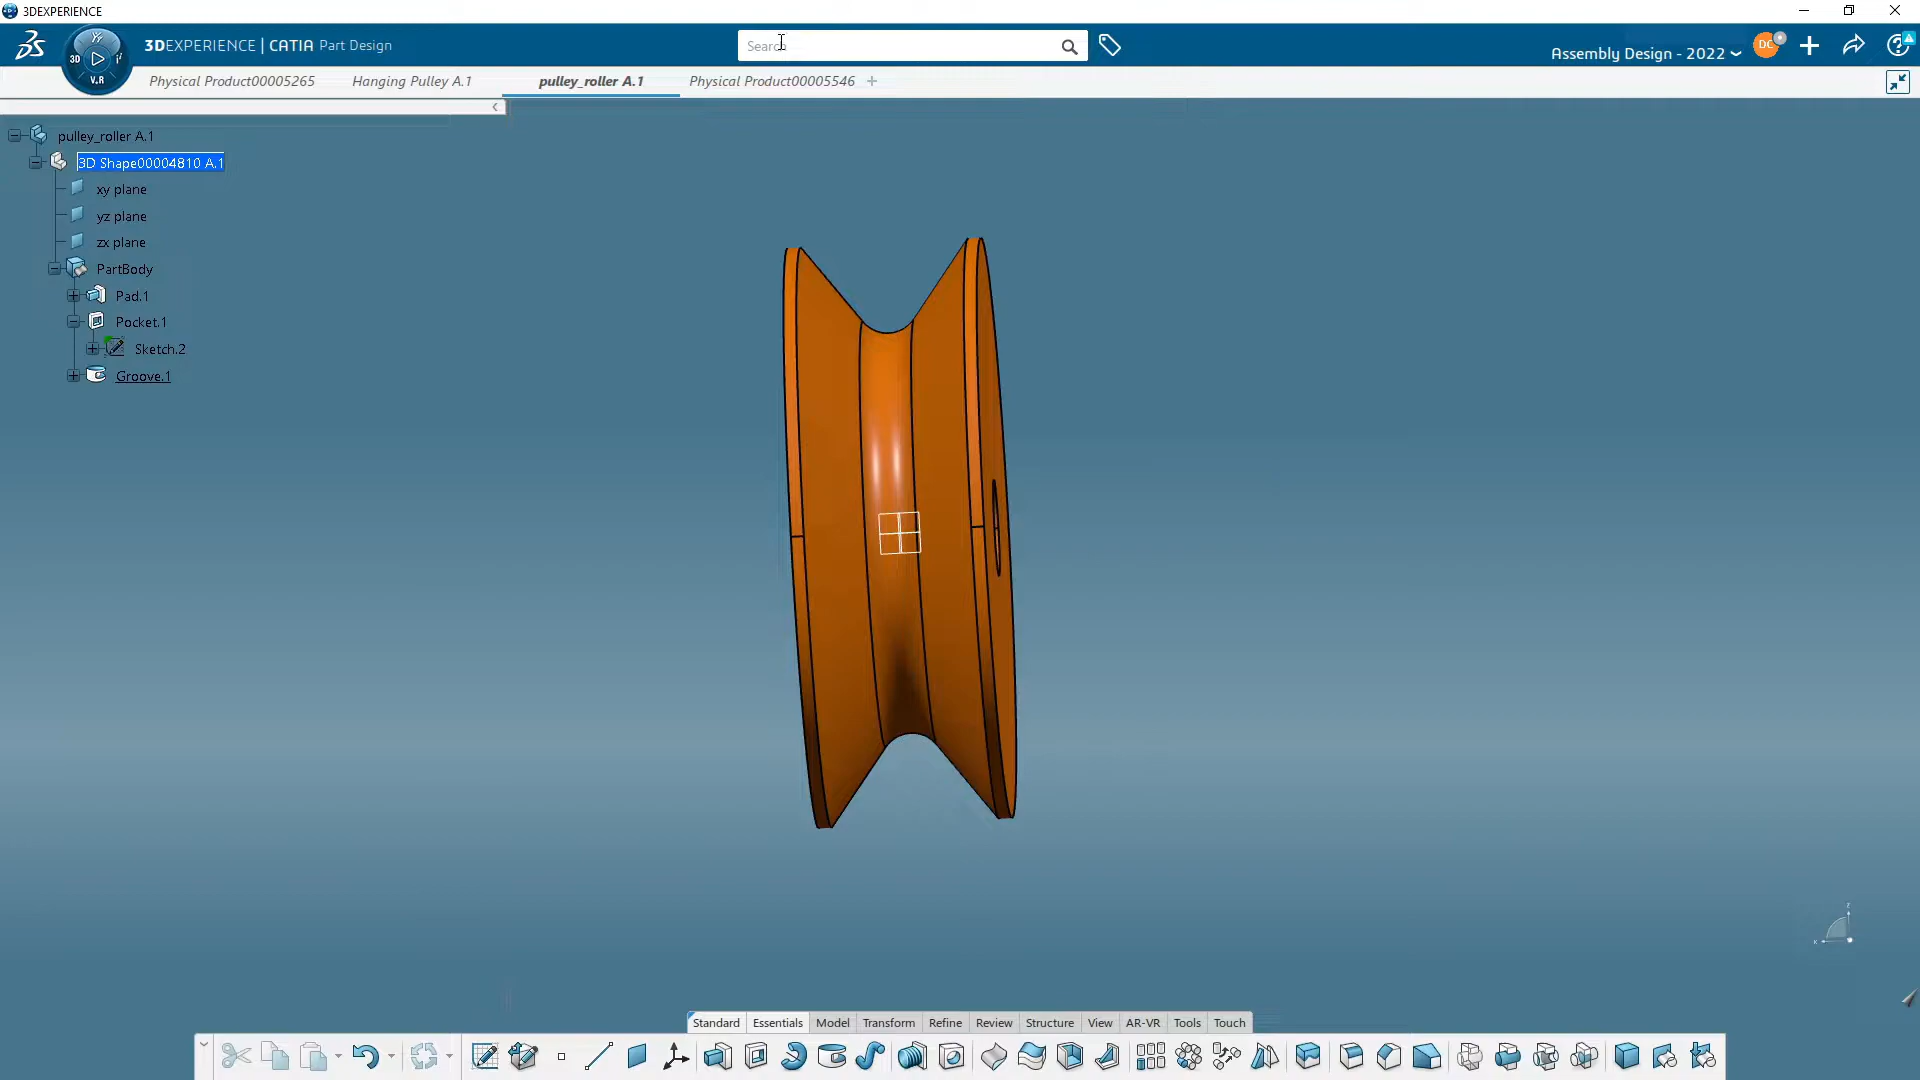 3DEXPERIENCE
3DEXPERIENCE | CATIA Part Design
3D
V.R
Search
Assembly Design - 2022
DC
Physical Product00005265
Hanging Pulley A.1
pulley_roller A.1
Physical Product00005546
pulley_roller A.1
3D Shape00004810 A.1
xy plane
yz plane
zx plane
PartBody
Pad.1
Pocket.1
Sketch.2
Groove.1
Standard
Essentials
Model
Transform
Refine
Review
Structure
View
AR-VR
Tools
Touch